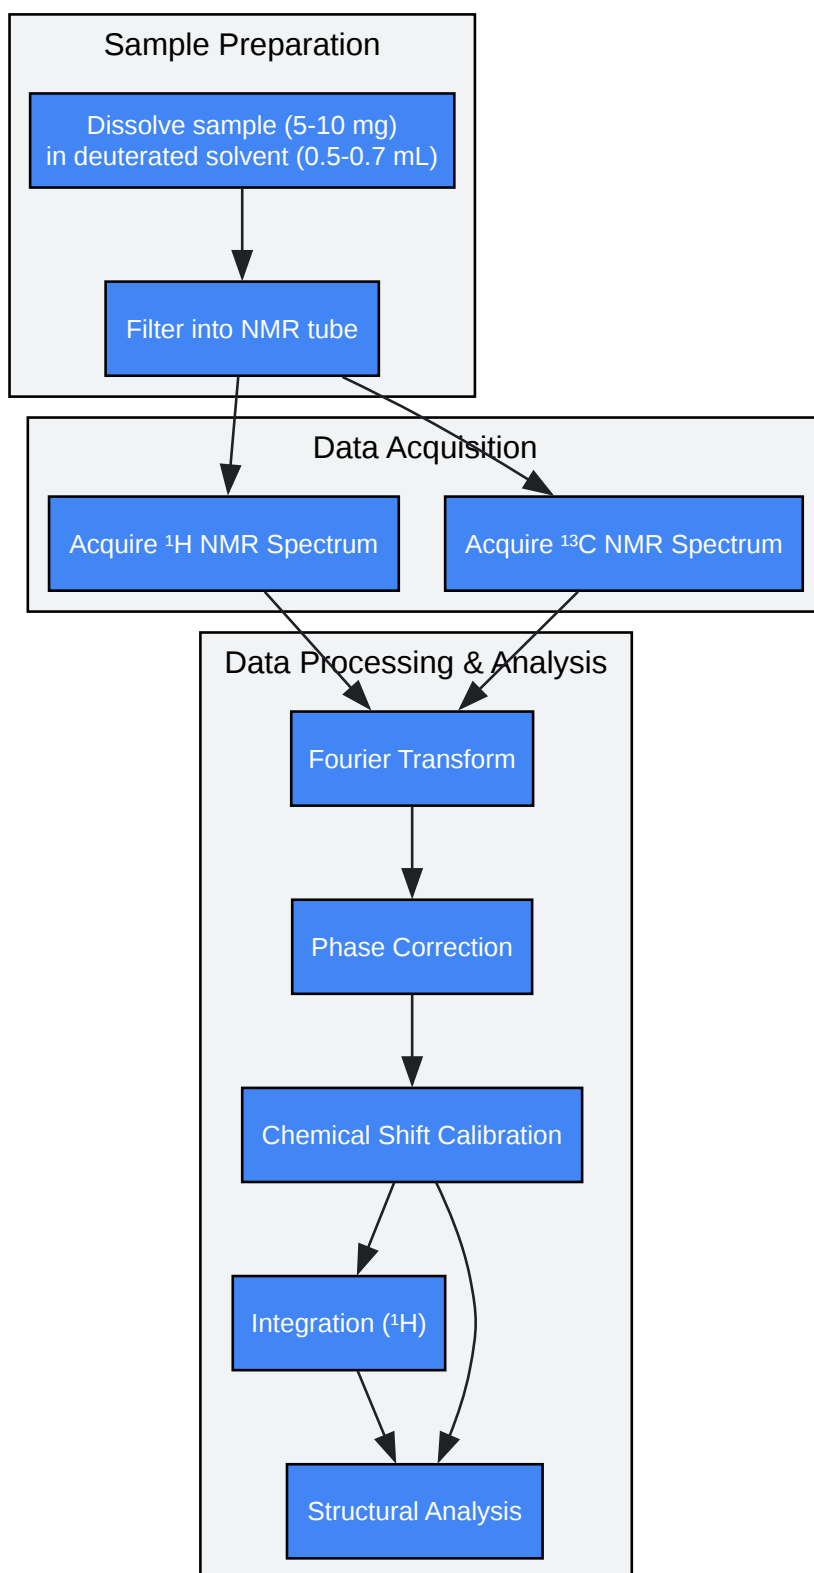 Sample Preparation
Dissolve sample (5-10 mg)
in deuterated solvent (0.5-0.7 mL)
Filter into NMR tube
Data Acquisition
Acquire ¹H NMR Spectrum
Acquire ¹³C NMR Spectrum
Data Processing & Analysis
Fourier Transform
Phase Correction
Chemical Shift Calibration
Integration (¹H)
Structural Analysis